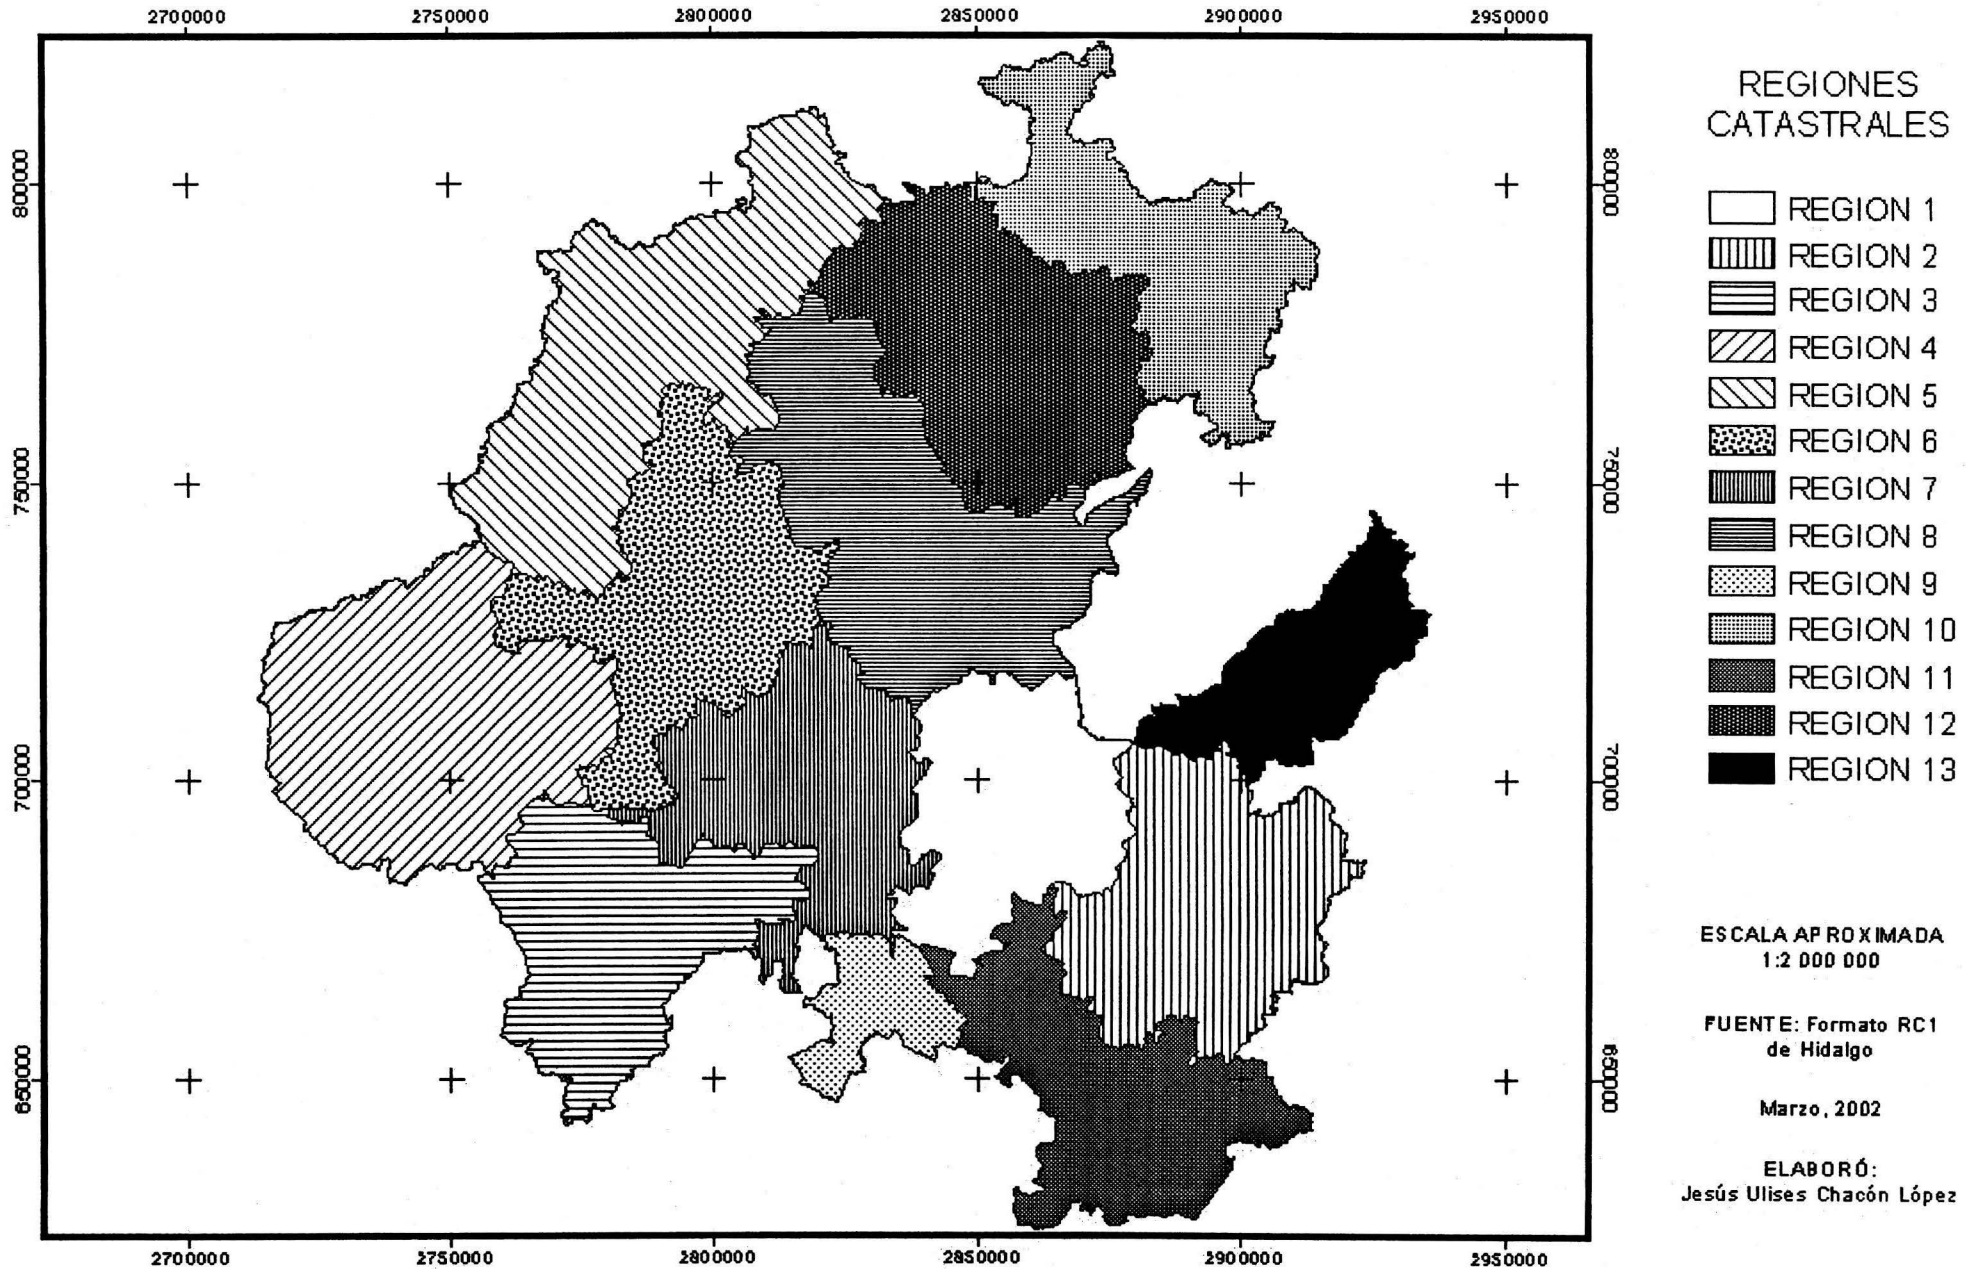 2700000 2750000 2800000 2850000 2900000 2950000
800000 800000
750000 750000
700000 700000
650000 650000
2700000 2750000 2800000 2850000 2900000 2950000
REGIONES
CATASTRALES
REGION 1
REGION 2
REGION 3
REGION 4
REGION 5
REGION 6
REGION 7
REGION 8
REGION 9
REGION 10
REGION 11
REGION 12
REGION 13
ESCALA APROXIMADA
1:2 000 000
FUENTE: Formato RC1
de Hidalgo
Marzo, 2002
ELABORÓ:
Jesús Ulises Chacón López